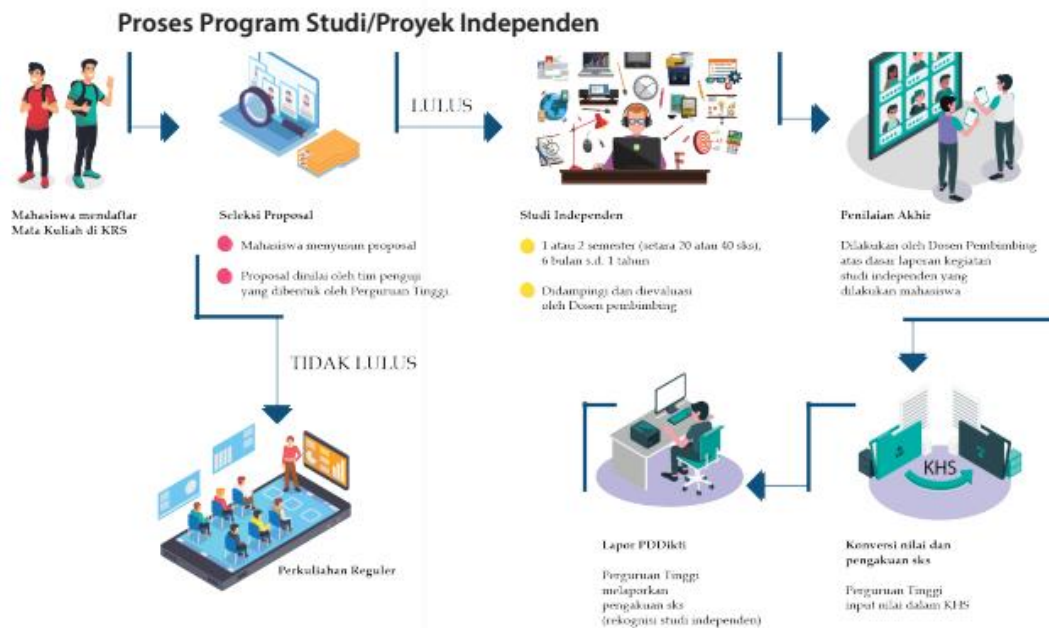 Proses Program Studi/Proyek Independen
LULUS
Mahasiswa mendaftar
Mata Kuliah di KRS
Seleksi Proposal
Mahasiswa menyusun proposal
Proposal dinilai oleh tim penguji
yang dibentuk oleh Perguruan Tinggi.
Studi Independen
1 atau 2 semester (setara 20 atau 40 sks),
6 bulan s.d. 1 tahun
Didampingi dan dievaluasi
oleh Dosen pembimbing
Penilaian Akhir
Dilakukan oleh Dosen Pembimbing
atas dasar laporan kegiatan
studi independen yang
dilakukan mahasiswa
TIDAK LULUS
Perkuliahan Reguler
Lapor PDDikti
Perguruan Tinggi
melaporkan
pengakuan sks
(rekognisi studi independen)
KHS
Konversi nilai dan
pengakuan sks
Perguruan Tinggi
input nilai dalam KHS